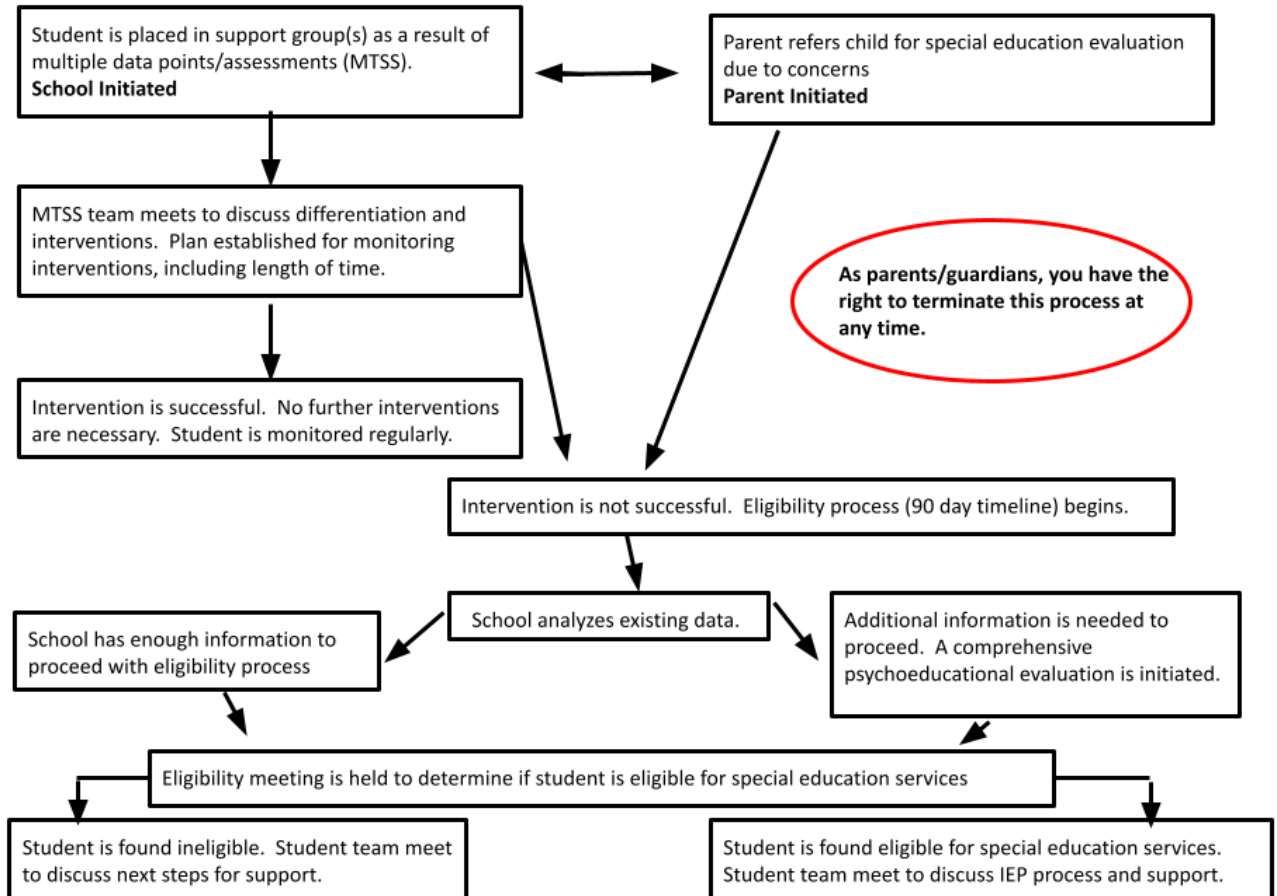 Student is placed in support group(s) as a result of
multiple data points/assessments (MTSS).
School Initiated
Parent refers child for special education evaluation
due to concerns
Parent Initiated
MTSS team meets to discuss differentiation and
interventions. Plan established for monitoring
interventions, including length of time.
As parents/guardians, you have the
right to terminate this process at
any time.
Intervention is successful. No further interventions
are necessary. Student is monitored regularly.
Intervention is not successful. Eligibility process (90 day timeline) begins.
School analyzes existing data.
School has enough information to
proceed with eligibility process
Additional information is needed to
proceed. A comprehensive
psychoeducational evaluation is initiated.
Eligibility meeting is held to determine if student is eligible for special education services
Student is found ineligible. Student team meet
to discuss next steps for support.
Student is found eligible for special education services.
Student team meet to discuss IEP process and support.